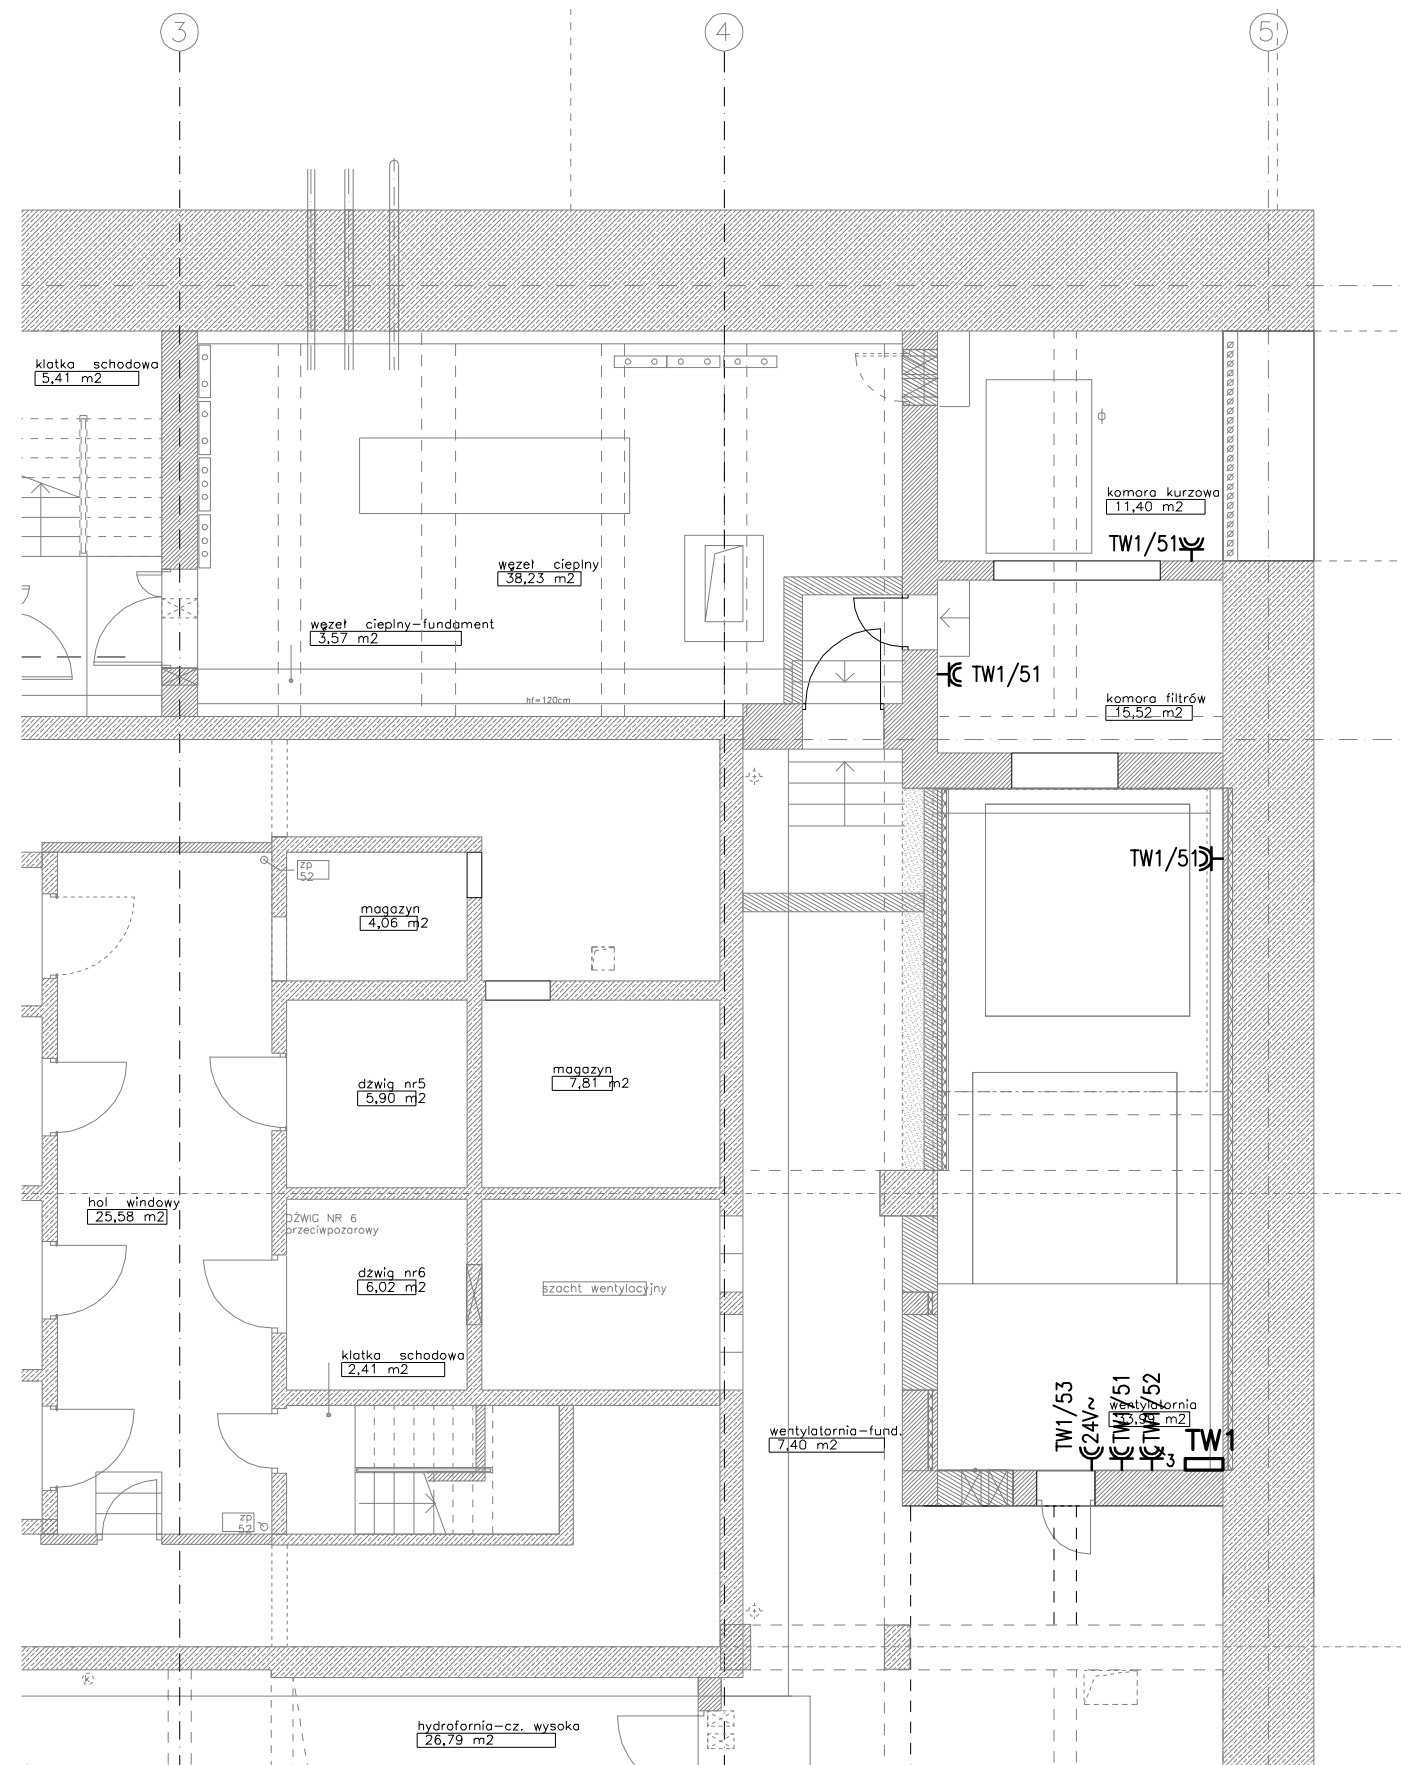 3
4
5
klatka schodowa
5,41 m2
komora kurzowa
11,40 m2
TW1/51
węzeł cieplny
38,23 m2
węzeł cieplny-fundament
3,57 m2
TW1/51
hf=120cm
komora filtrów
15,52 m2
zp
52
TW1/51
magazyn
4,06 m2
dźwig nr5
5,90 m2
magazyn
7,81 m2
hol windowy
25,58 m2
DŹWIG NR 6
przeciwpożarowy
dźwig nr6
6,02 m2
szacht wentylacyjny
klatka schodowa
2,41 m2
TW1/53
24V~
TW1/51
TW1/52
wentylatornia
33,99 m2
wentylatornia-fund.
7,40 m2
3
TW1
zp
52
k
hydrofornia-cz. wysoka
26,79 m2